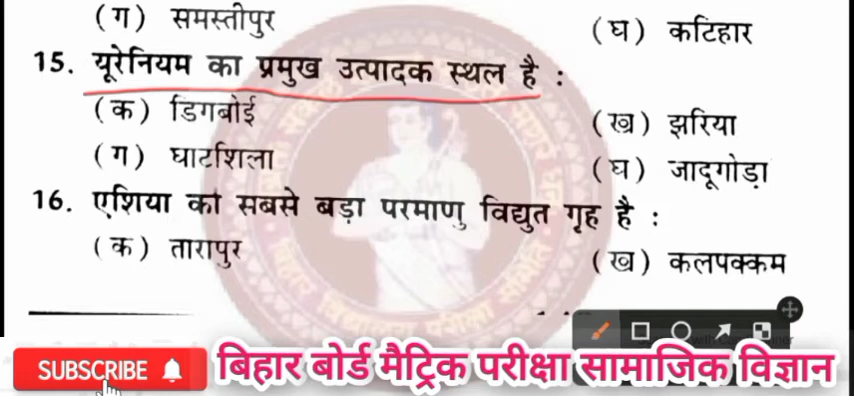 (ग) समस्तीपुर (घ) कटिहार
15. यूरेनियम का प्रमुख उत्पादक स्थल है :
(क) डिगबोई (ख) झरिया
(ग) घाटशिला (घ) जादूगोड़ा
16. एशिया को सबसे बड़ा परमाणु विद्युत गृह है :
(क) तारापुर (ख) कलपक्कम
SUBSCRIBE बिहार बोर्ड मैट्रिक परीक्षा सामाजिक विज्ञान